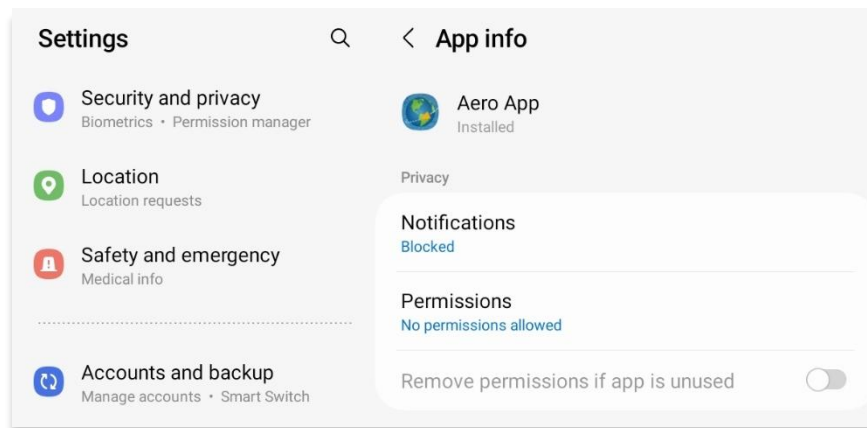 Settings
Security and privacy
Biometrics • Permission manager
Location
Location requests
Safety and emergency
Medical info
Accounts and backup
Manage accounts • Smart Switch
App info
Aero App
Installed
Privacy
Notifications
Blocked
Permissions
No permissions allowed
Remove permissions if app is unused